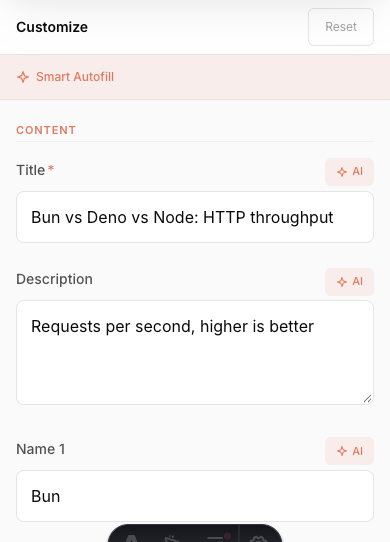 Customize
Reset
Smart Autofill
CONTENT
Title *
AI
Bun vs Deno vs Node: HTTP throughput
Description
AI
Requests per second, higher is better
Name 1
AI
Bun